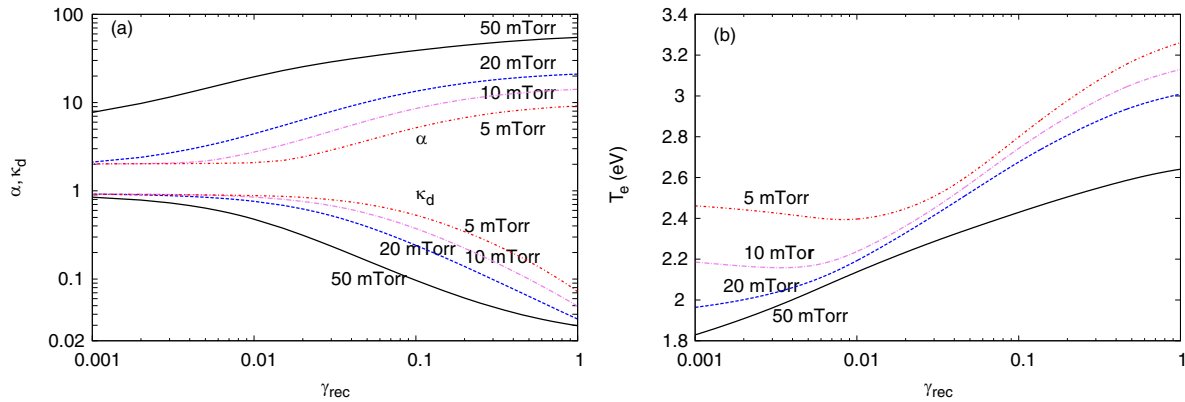 (a)
100
10
1
0.1
0.02
α, κd
50 mTorr
20 mTorr
10 mTorr
5 mTorr
α
κd
5 mTorr
20 mTorr
10 mTorr
50 mTorr
0.001
0.01
0.1
1
γrec
(b)
3.4
3.2
3
2.8
2.6
2.4
2.2
2
1.8
Te (eV)
5 mTorr
10 mTorr
20 mTorr
50 mTorr
0.001
0.01
0.1
1
γrec